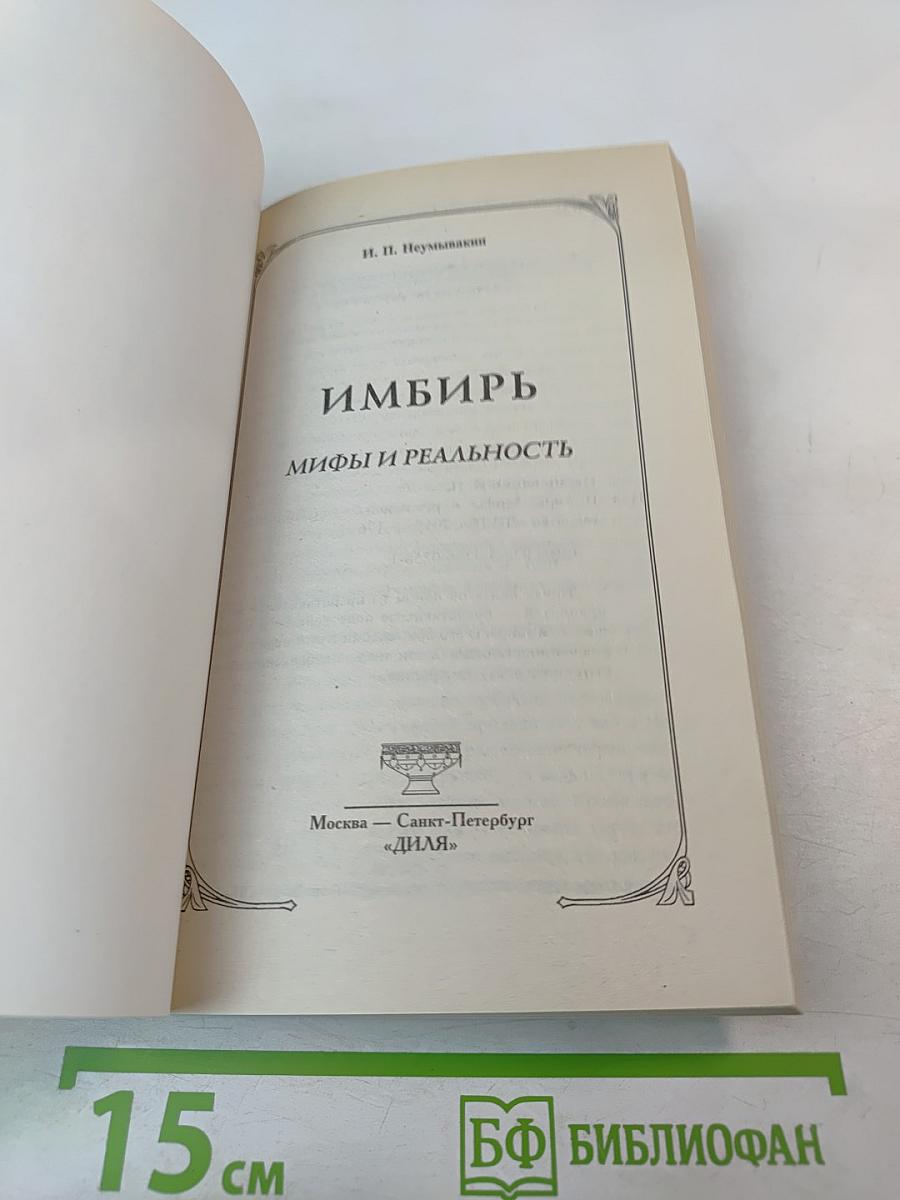 И. П. Неумывакин
ИМБИРЬ
МИФЫ И РЕАЛЬНОСТЬ
Москва — Санкт-Петербург
«ДИЛЯ»
15 см
БФ БИБЛИОФАН